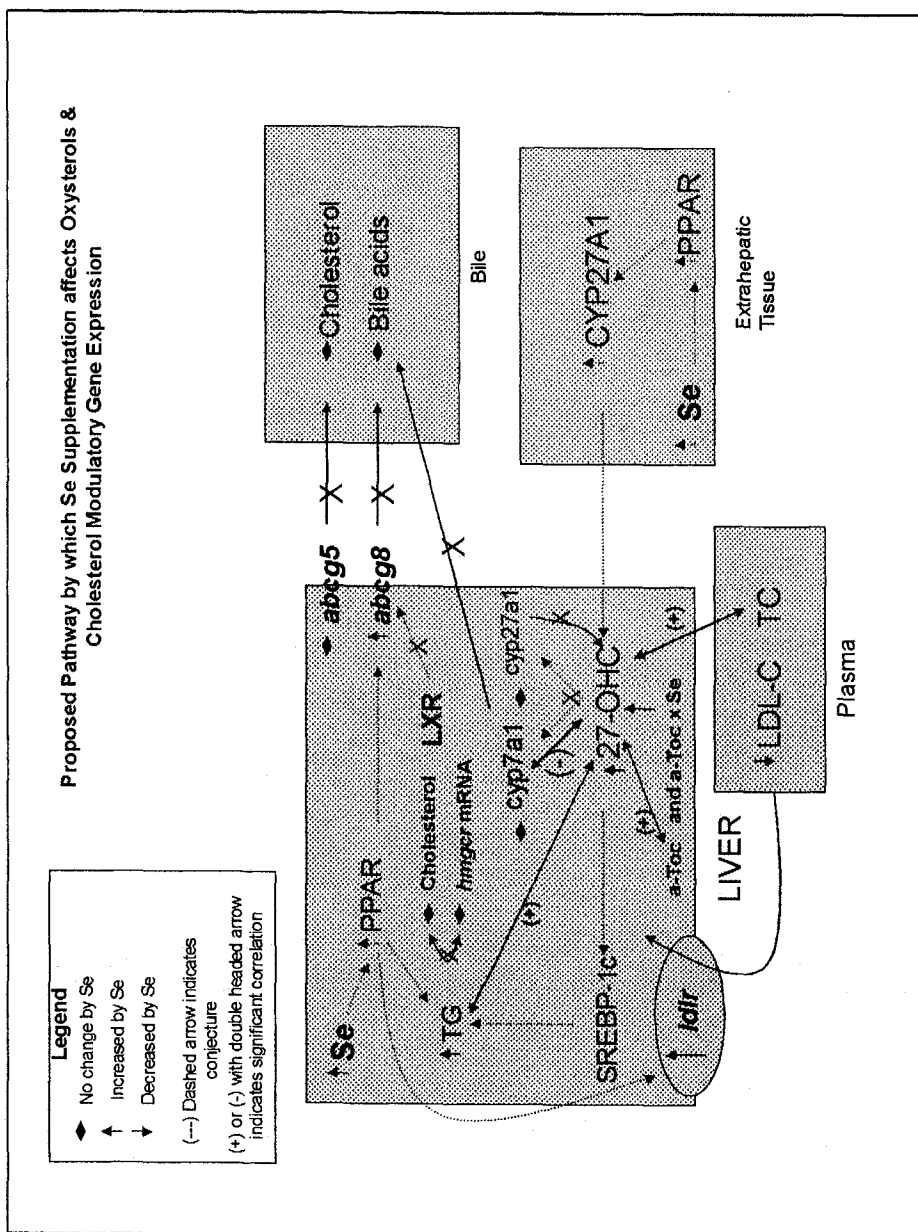 Proposed Pathway by which Se Supplementation affects Oxysterols &
Cholesterol Modulatory Gene Expression
Legend
No change by Se
Increased by Se
Decreased by Se
(---) Dashed arrow indicates
conjecture
(+) or (-) with double headed arrow
indicates significant correlation
Se
PPAR
abcg5
abcg8
Cholesterol
Bile acids
Bile
TG
Cholesterol
hmgcr mRNA
LXR
X
X
X
X
X
X
X
cyp7a1
cyp27a1
(+)
(-)
SREBP-1c
27-OHC
(+)
(+)
a-Toc and a-Toc x Se
ldlr
LIVER
LDL-C TC
Plasma
CYP27A1
Se
PPAR
Extrahepatic
Tissue